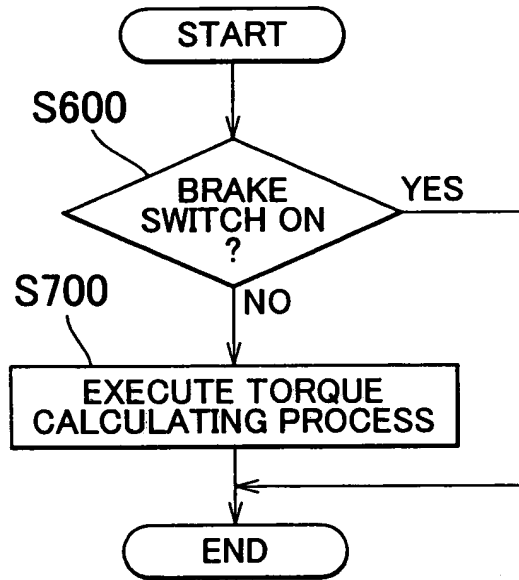 START
S600
BRAKE
SWITCH ON
?
YES
NO
S700
EXECUTE TORQUE
CALCULATING PROCESS
END